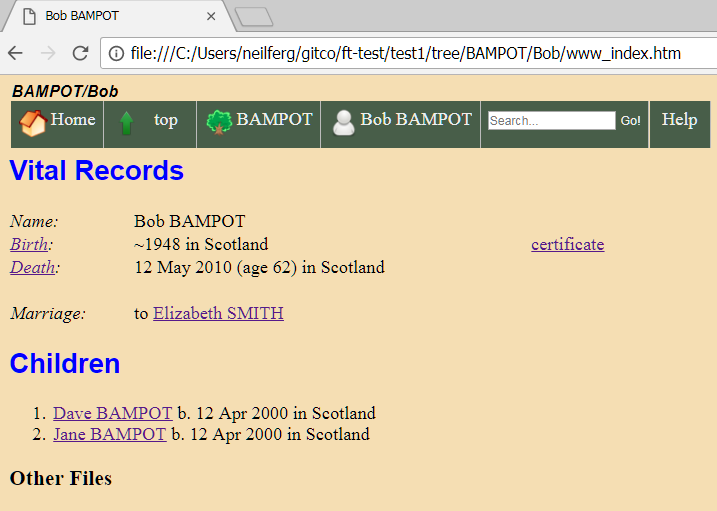 Bob BAMPOT
file:///C:/Users/neilferg/gitco/ft-test/test1/tree/BAMPOT/Bob/www_index.htm
BAMPOT/Bob
Home top BAMPOT Bob BAMPOT Search... Go! Help
Vital Records
Name: Bob BAMPOT
Birth: ~1948 in Scotland certificate
Death: 12 May 2010 (age 62) in Scotland
Marriage: to Elizabeth SMITH
Children
1. Dave BAMPOT b. 12 Apr 2000 in Scotland
2. Jane BAMPOT b. 12 Apr 2000 in Scotland
Other Files